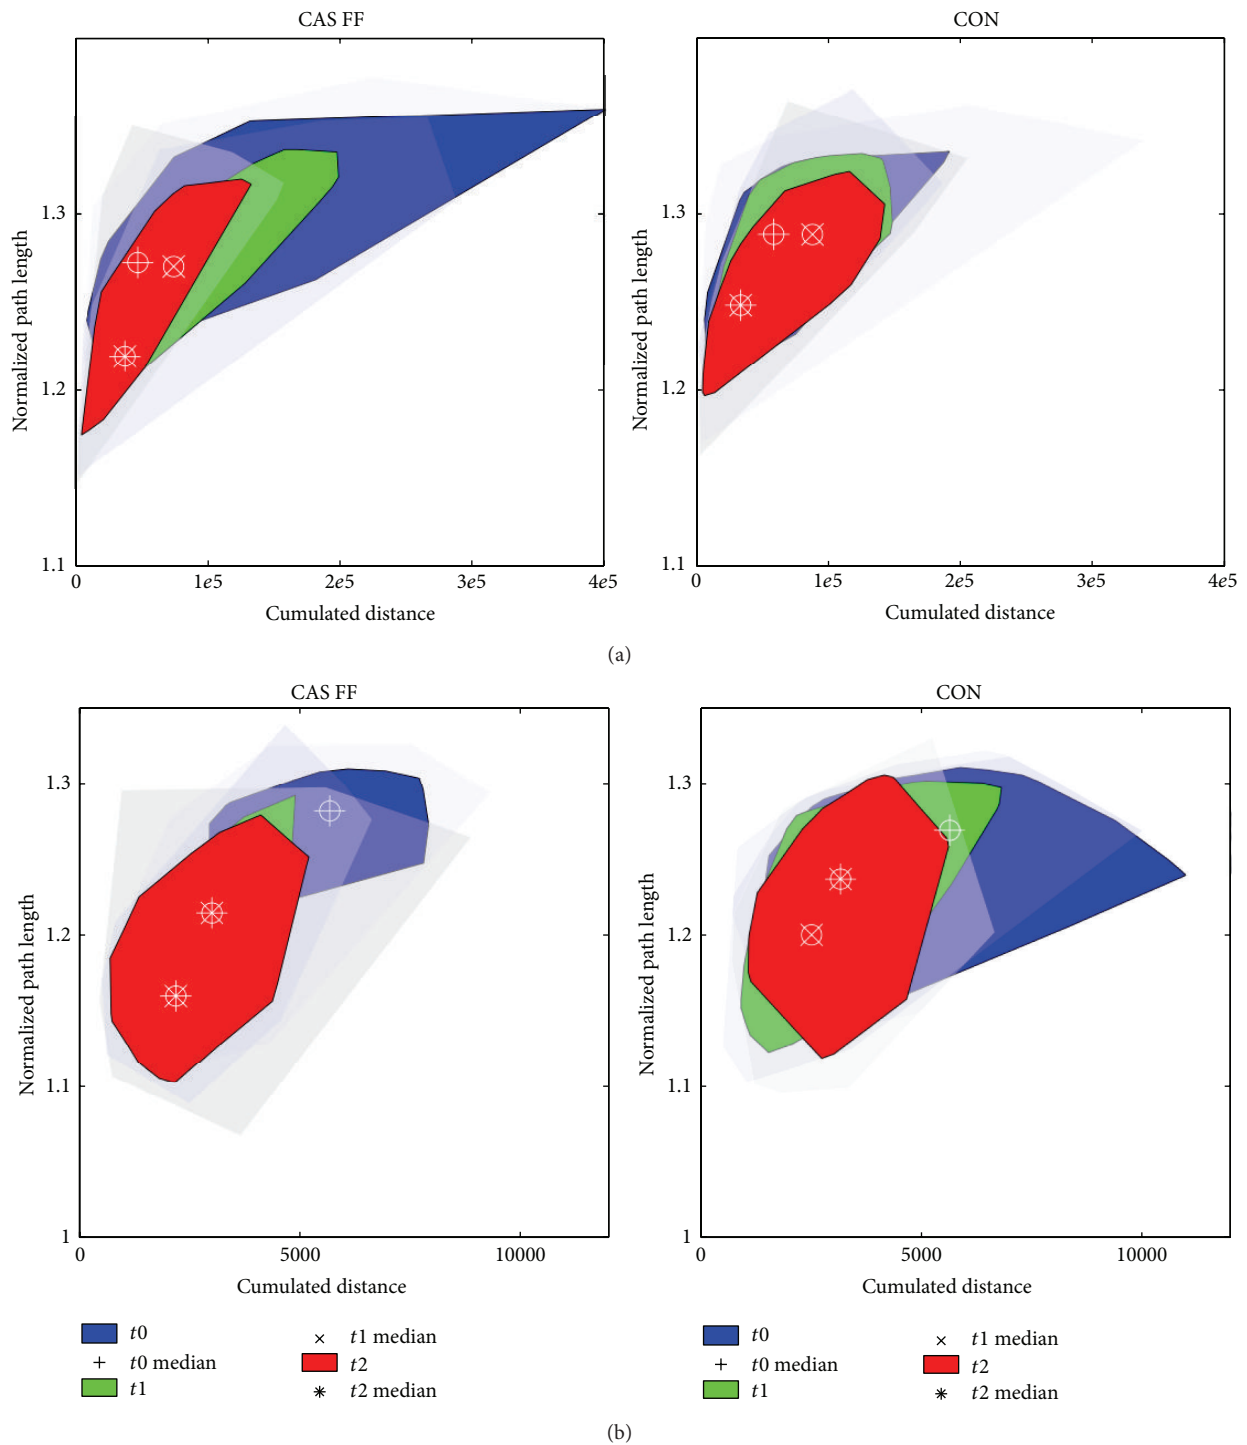 CAS FF
CON
Normalized path length
1.3
1.2
1.1
0
1e5
2e5
3e5
4e5
Cumulated distance
Normalized path length
1.3
1.2
1.1
0
1e5
2e5
3e5
4e5
Cumulated distance
(a)
CAS FF
CON
Normalized path length
1.3
1.2
1.1
1
0
5000
10000
Cumulated distance
Normalized path length
1.3
1.2
1.1
1
0
5000
10000
Cumulated distance
t0
t0 median
t1
t1 median
t2
t2 median
t0
t0 median
t1
t1 median
t2
t2 median
(b)